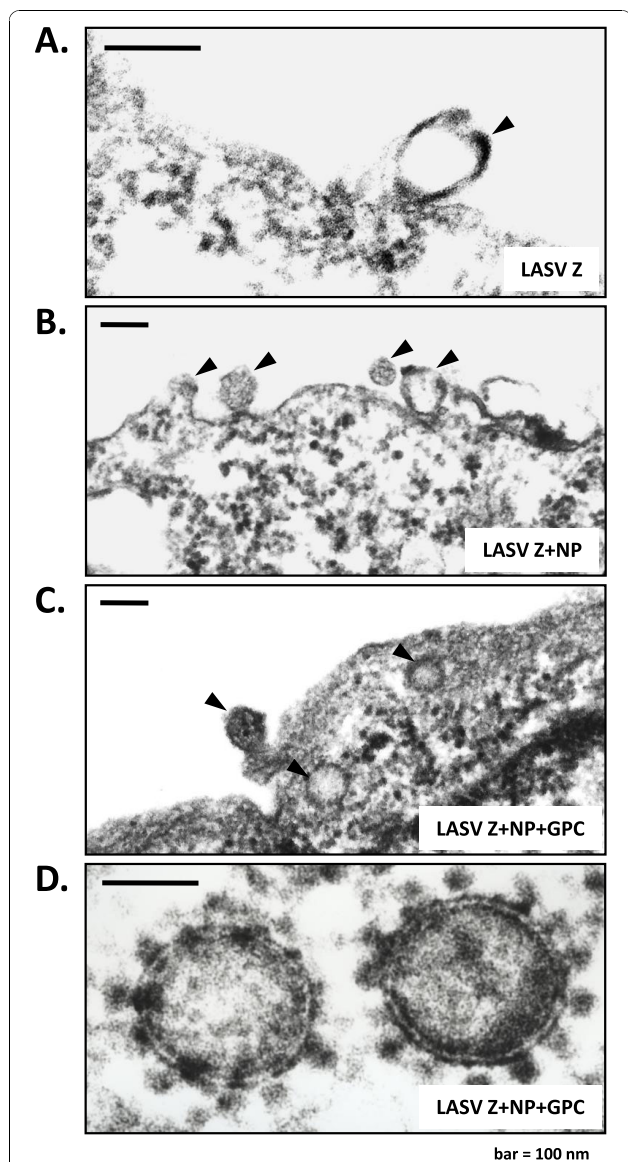 A.
LASV Z
B.
LASV Z+NP
C.
LASV Z+NP+GPC
D.
LASV Z+NP+GPC
bar = 100 nm